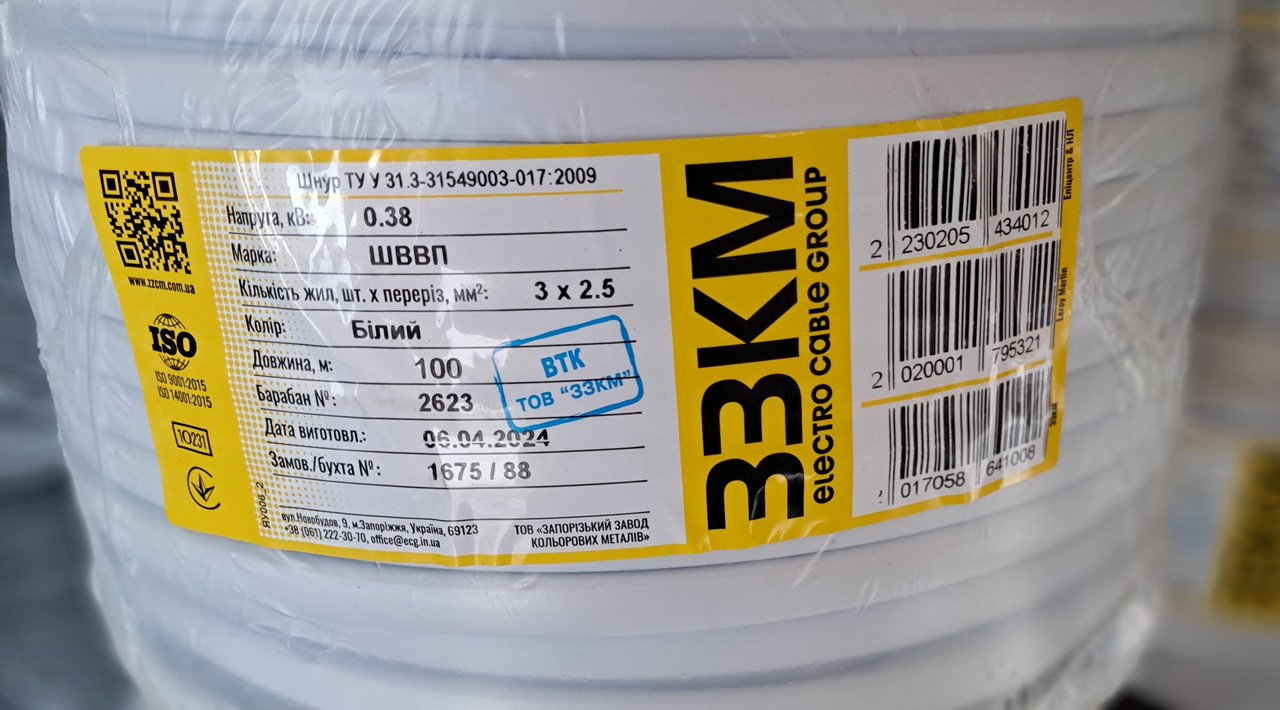 www.zzcm.com.ua
ISO
ISO 9001:2015
ISO 14001:2015
1O231
ЯУ006_2
Шнур ТУ У 31.3-31549003-017:2009
Напруга, кВ: 0.38
Марка: ШВВП
Кількість жил, шт. х переріз, мм²: 3 x 2.5
Колір: Білий
Довжина, м: 100
Барабан №: 2623
Дата виготовл.: 06.04.2024
Замов./бухта №: 1675 / 88
ВТК
ТОВ "ЗЗКМ"
вул.Новобудов, 9, м.Запоріжжя, Україна, 69123
+38 (061) 222-30-70, office@ecg.in.ua
ТОВ «ЗАПОРІЗЬКИЙ ЗАВОД
КОЛЬОРОВИХ МЕТАЛІВ»
ЗЗКМ
eLecTRO caBLe GROUP
2 230205 434012
Епіцентр & НЛ
2 020001 795321
Leroy Merlin
017058 641008